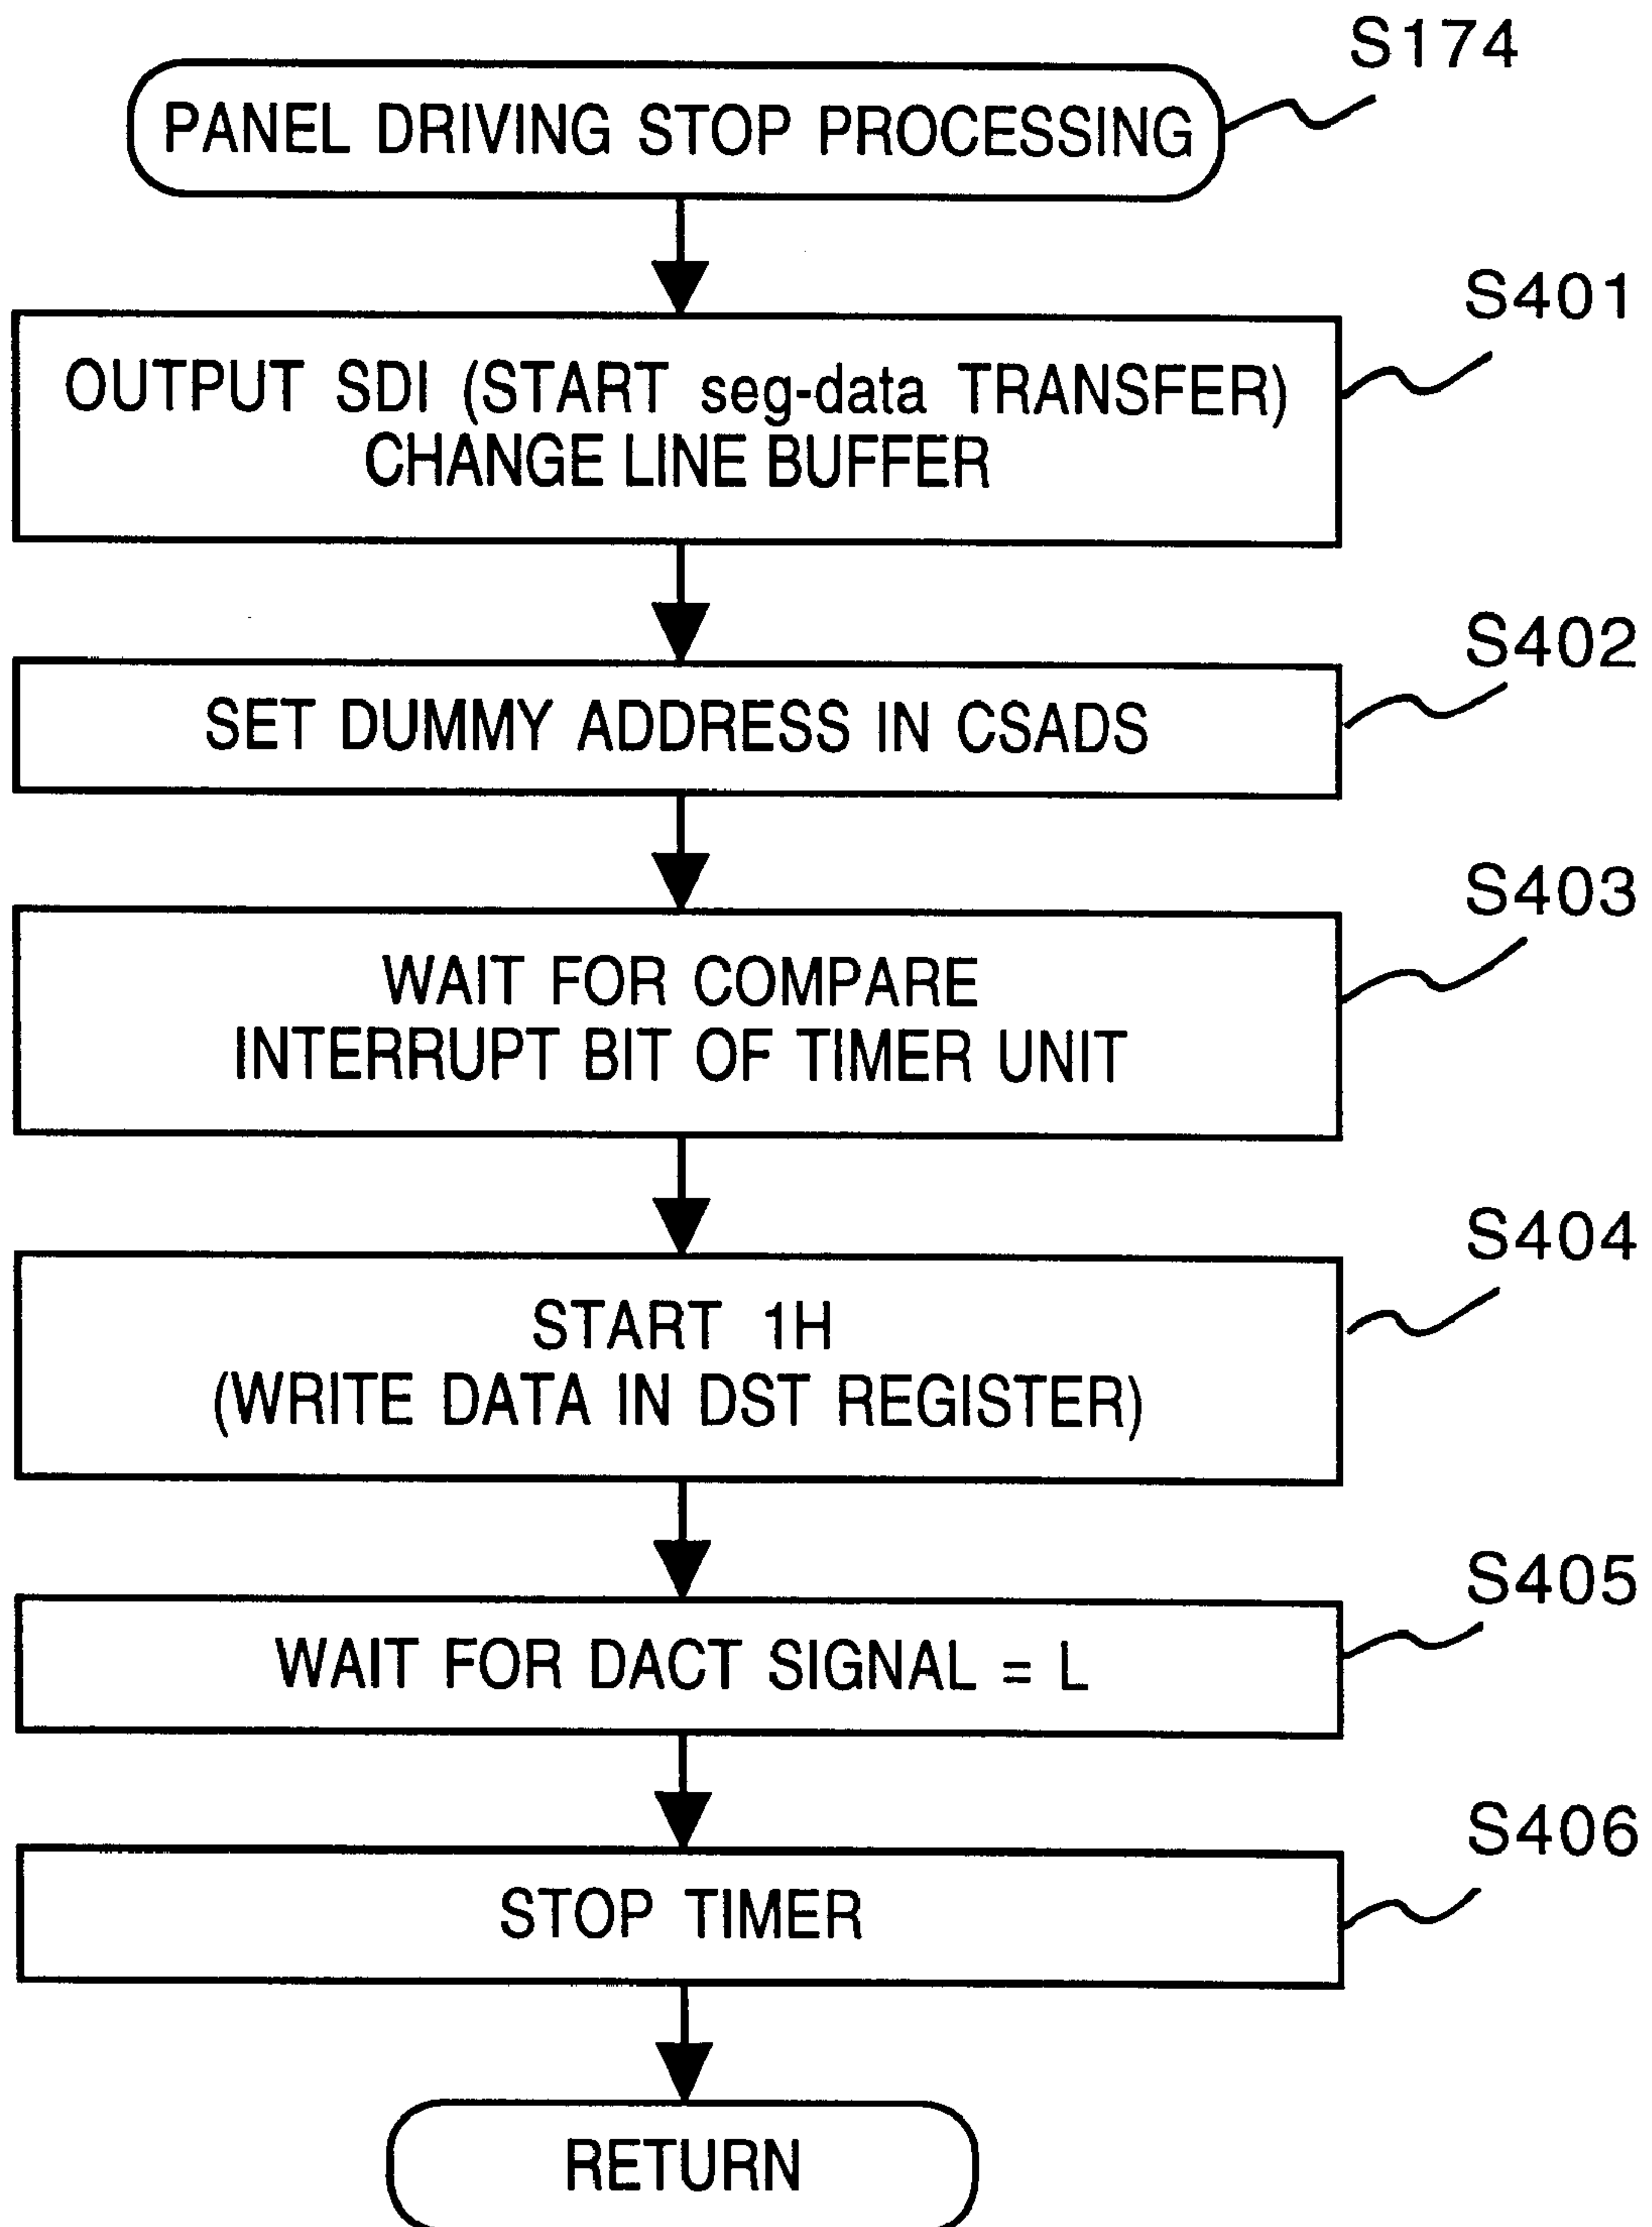 S174
PANEL DRIVING STOP PROCESSING
S401
OUTPUT SDI (START seg-data TRANSFER)
CHANGE LINE BUFFER
S402
SET DUMMY ADDRESS IN CSADS
S403
WAIT FOR COMPARE
INTERRUPT BIT OF TIMER UNIT
S404
START 1H
(WRITE DATA IN DST REGISTER)
S405
WAIT FOR DACT SIGNAL = L
S406
STOP TIMER
RETURN